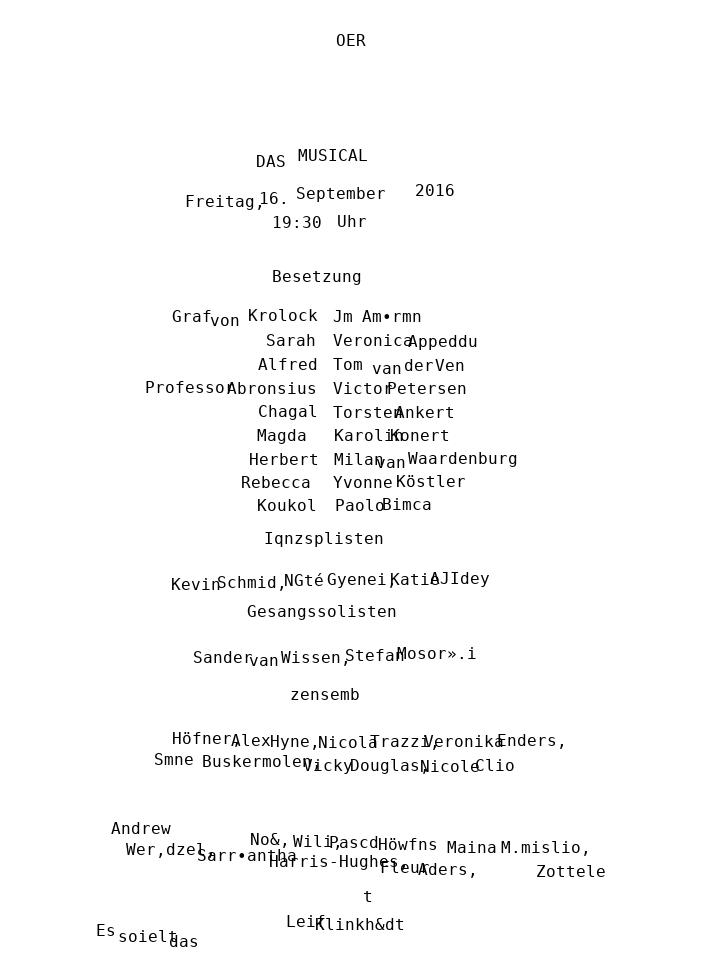 OER
DAS MUSICAL
Freitag, 16. September 2016
19:30 Uhr
Besetzung
Graf von Krolock Jm Am•rmn
Sarah Veronica Appeddu
Alfred Tom van der Ven
Professor Abronsius Victor Petersen
Chagal Torsten Ankert
Magda Karolin Konert
Herbert Milan van Waardenburg
Rebecca Yvonne Köstler
Koukol Paolo Bimca
Iqnzsplisten
Kevin Schmid, NGté Gyenei, Katie AJIdey
Gesangssolisten
Sander van Wissen, Stefan Mosor».i
zensemb
Höfner, Alex Hyne, Nicola Trazzi, Veronika Enders,
Smne Buskermolen, Vicky Douglas, Nicole Clio
Andrew No&, Wili, Pascd Höwfns Maina M.mislio,
Wer,dzel, Sarr•antha Harris-Hughes, Fleur Aders, Zottele
t
Leif Klinkh&dt
Es soielt das